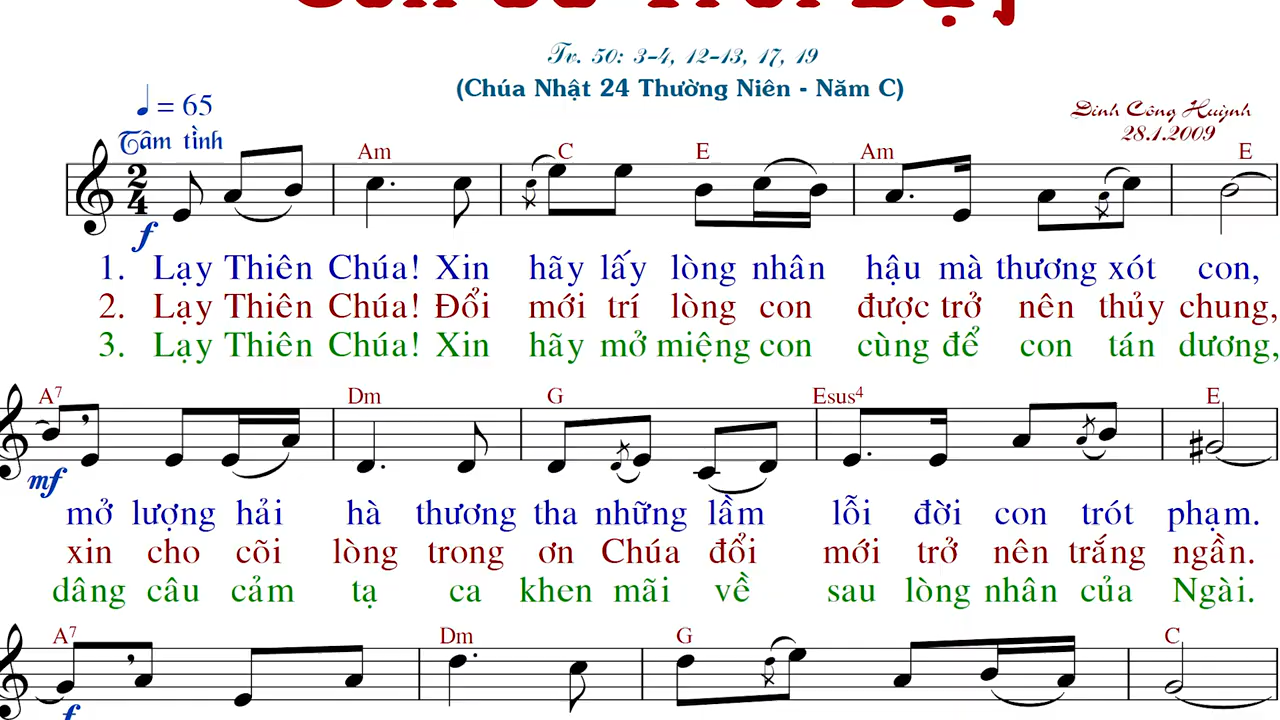 Tv. 50: 3-4, 12-13, 17, 19
(Chúa Nhật 24 Thường Niên - Năm C)
= 65
Đinh Công Huỳnh
28.1.2009
Tâm tình
Am C E Am E
2
4
f
1. Lạy Thiên Chúa! Xin hãy lấy lòng nhân hậu mà thương xót con,
2. Lạy Thiên Chúa! Đổi mới trí lòng con được trở nên thủy chung,
3. Lạy Thiên Chúa! Xin hãy mở miệng con cùng để con tán dương,
A7 Dm G Esus4 E
mf
mở lượng hải hà thương tha những lầm lỗi đời con trót phạm.
xin cho cõi lòng trong ơn Chúa đổi mới trở nên trắng ngần.
dâng câu cảm tạ ca khen mãi về sau lòng nhân của Ngài.
A7 Dm G C
f